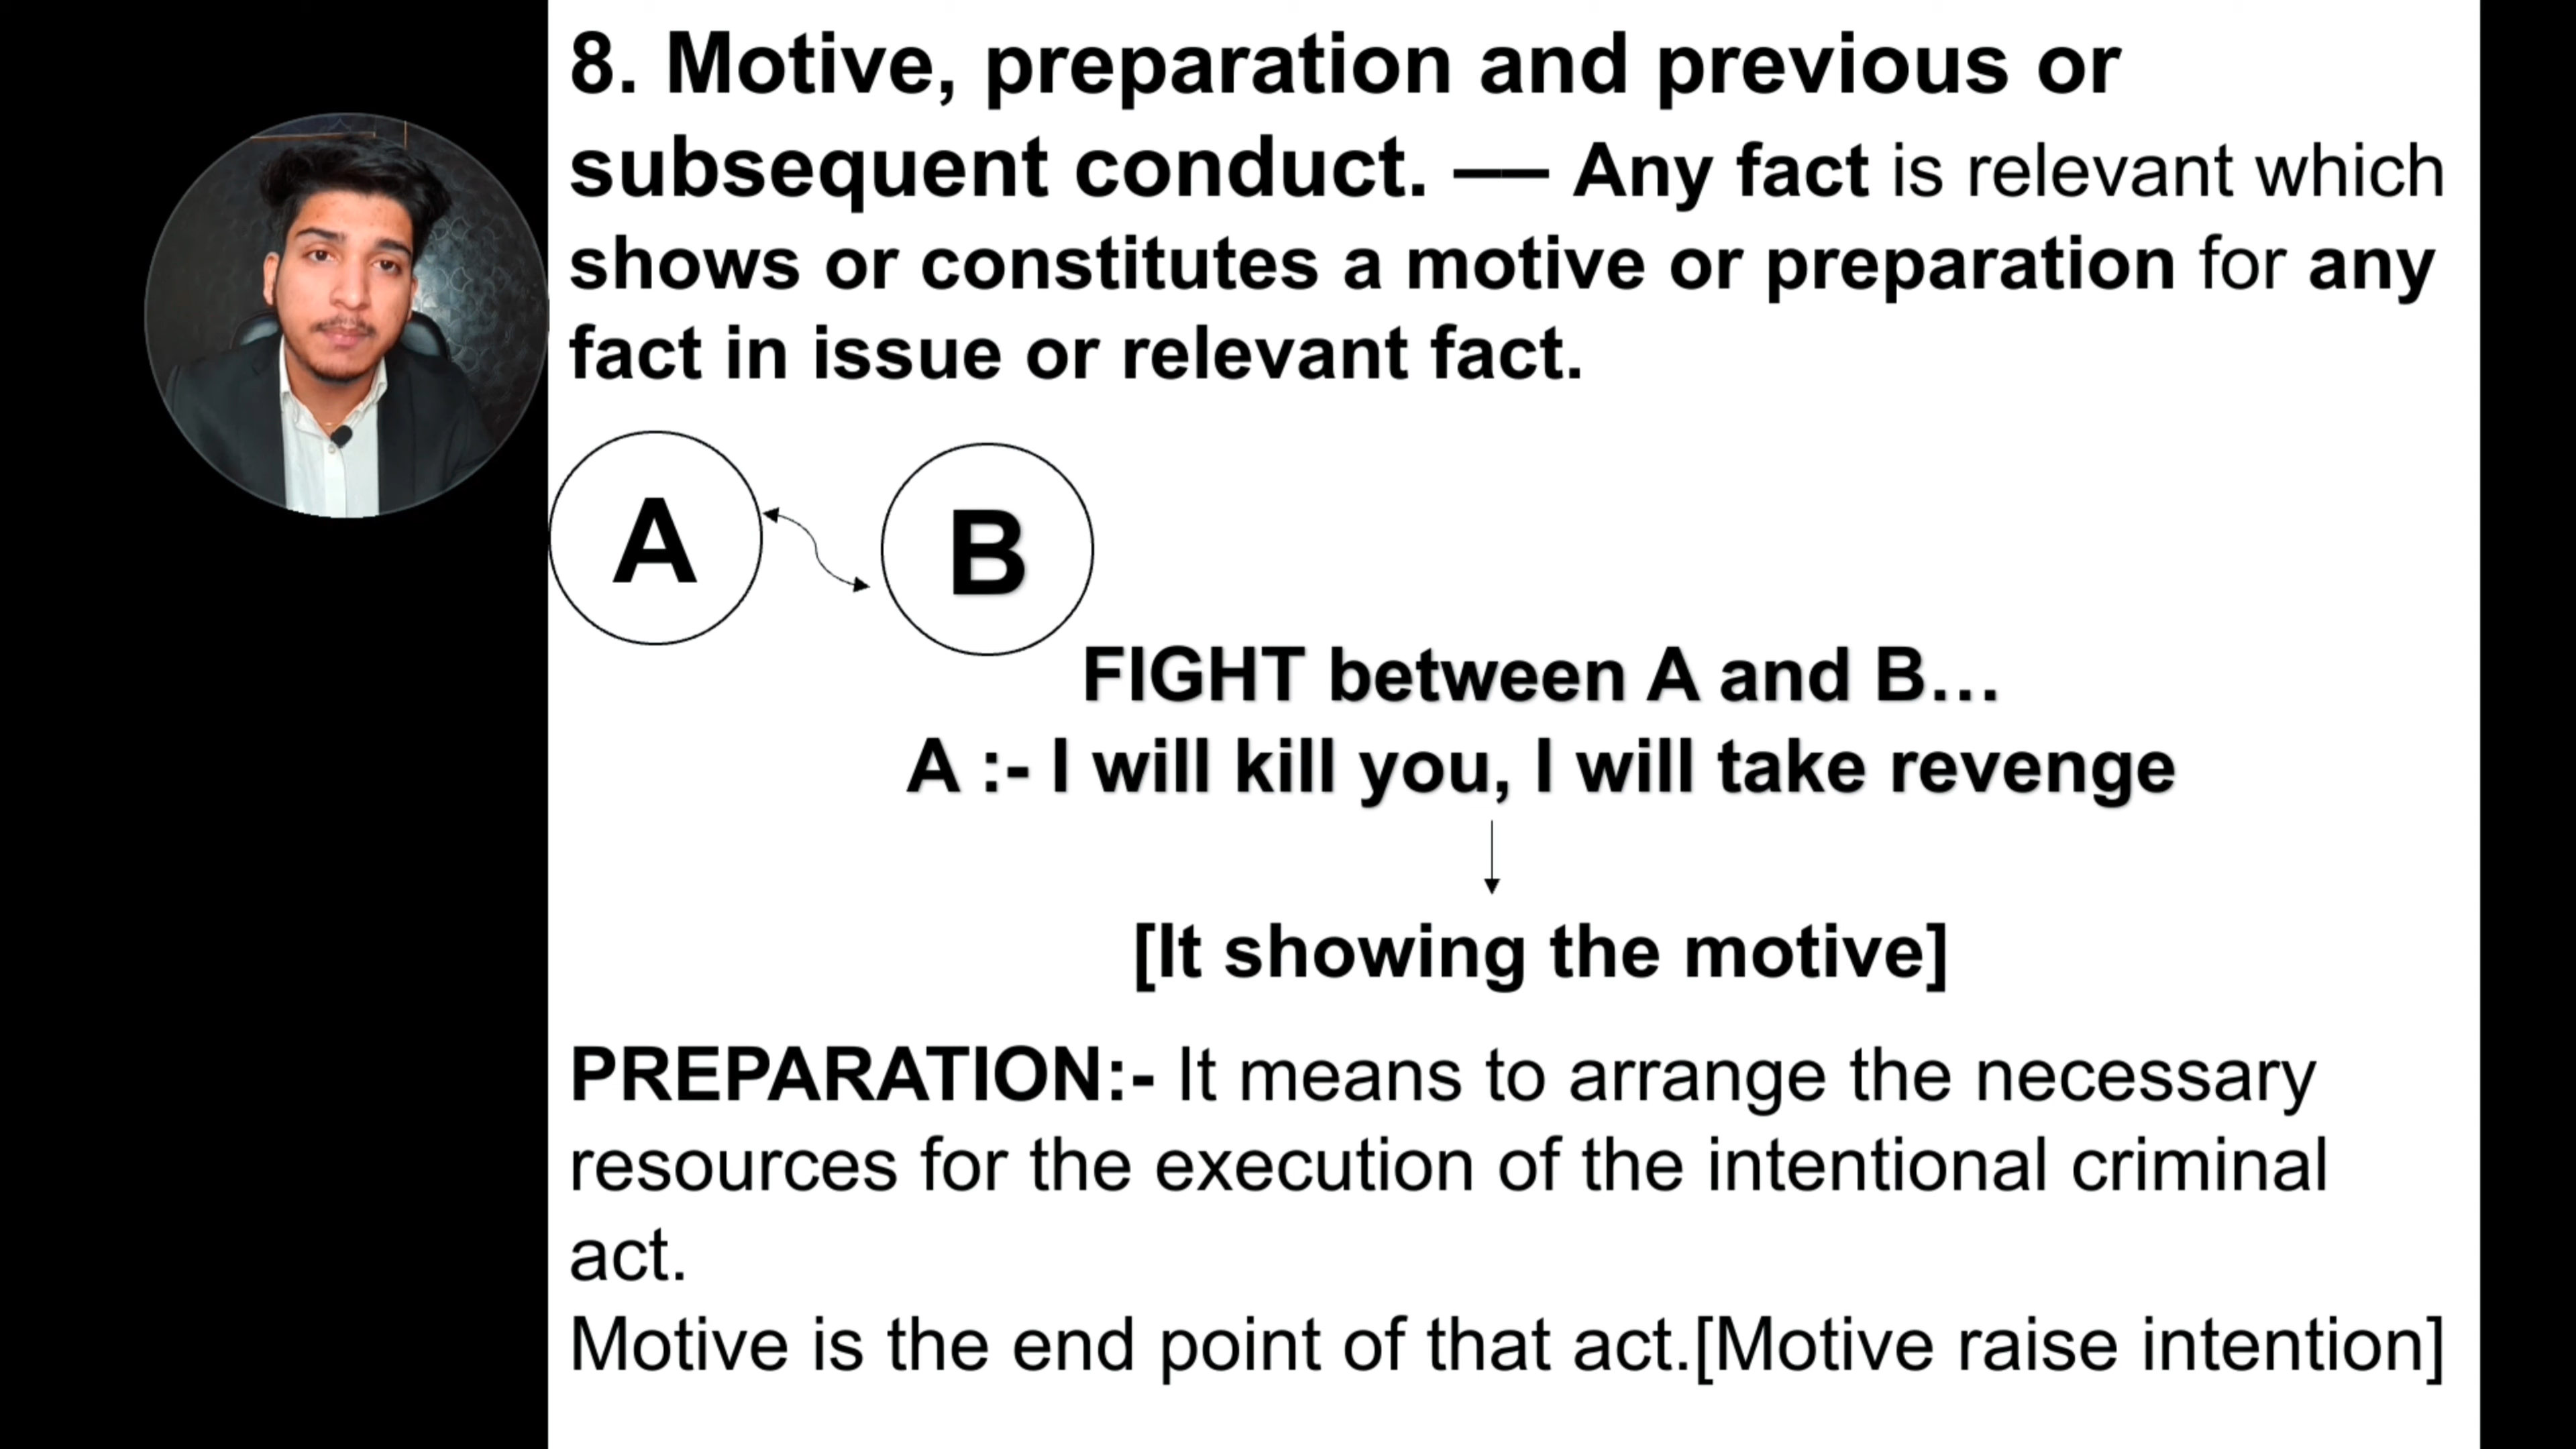 8. Motive, preparation and previous or
subsequent conduct. –– Any fact is relevant which
shows or constitutes a motive or preparation for any
fact in issue or relevant fact.
A
B
FIGHT between A and B…
A :- I will kill you, I will take revenge
[It showing the motive]
PREPARATION:- It means to arrange the necessary
resources for the execution of the intentional criminal
act.
Motive is the end point of that act.[Motive raise intention]